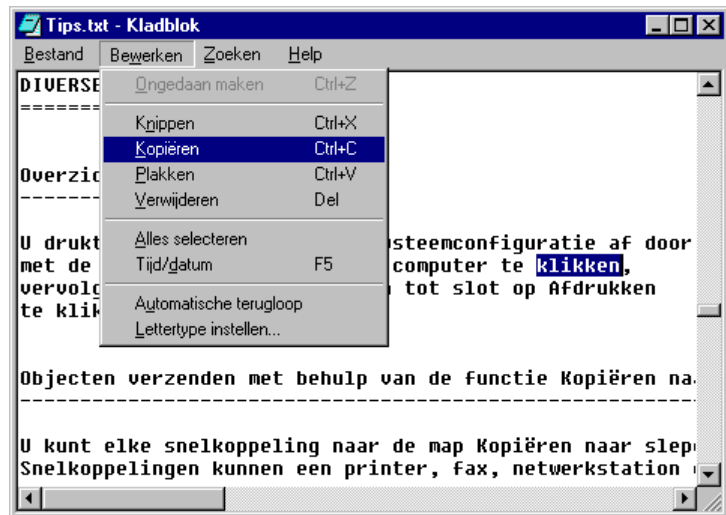 Tips.txt - Kladblok
Bestand Bewerken Zoeken Help
Ongedaan maken Ctrl+Z
Knippen Ctrl+X
Kopiëren Ctrl+C
Plakken Ctrl+V
Verwijderen Del
Alles selecteren
Tijd/datum F5
Automatische terugloop
Lettertype instellen...
DIVERSE
=======
Overzic
-------
U drukt steemconfiguratie af door
met de computer te klikken,
vervolg tot slot op Afdrukken
te klik
Objecten verzenden met behulp van de functie Kopiëren na
--------------------------------------------------------
U kunt elke snelkoppeling naar de map Kopiëren naar slep
Snelkoppelingen kunnen een printer, fax, netwerkstation